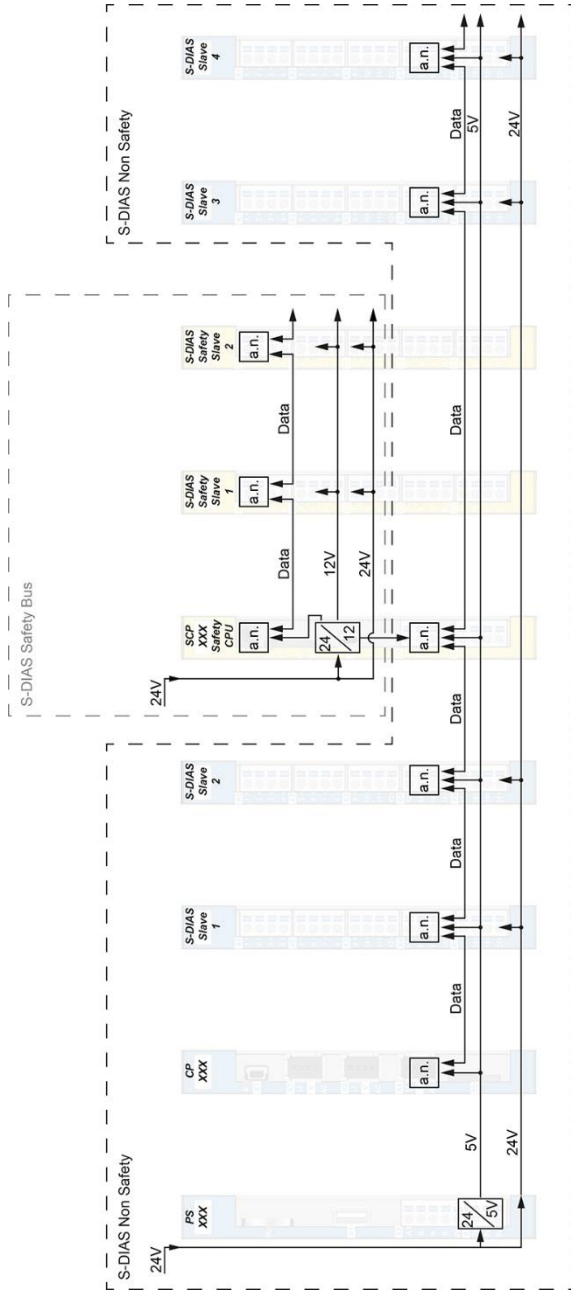 S-DIAS Safety Bus
S-DIAS Non Safety
S-DIAS Non Safety
24V
24V
PS
XXX
CP
XXX
S-DIAS
Slave
1
S-DIAS
Slave
2
SCP
XXX
Safety
CPU
S-DIAS
Safety
Slave
1
S-DIAS
Safety
Slave
2
S-DIAS
Slave
3
S-DIAS
Slave
4
a.n.
a.n.
a.n.
Data
Data
24
12
12V
24V
a.n.
a.n.
a.n.
a.n.
a.n.
a.n.
Data
Data
Data
Data
Data
24
5V
5V
5V
24V
24V